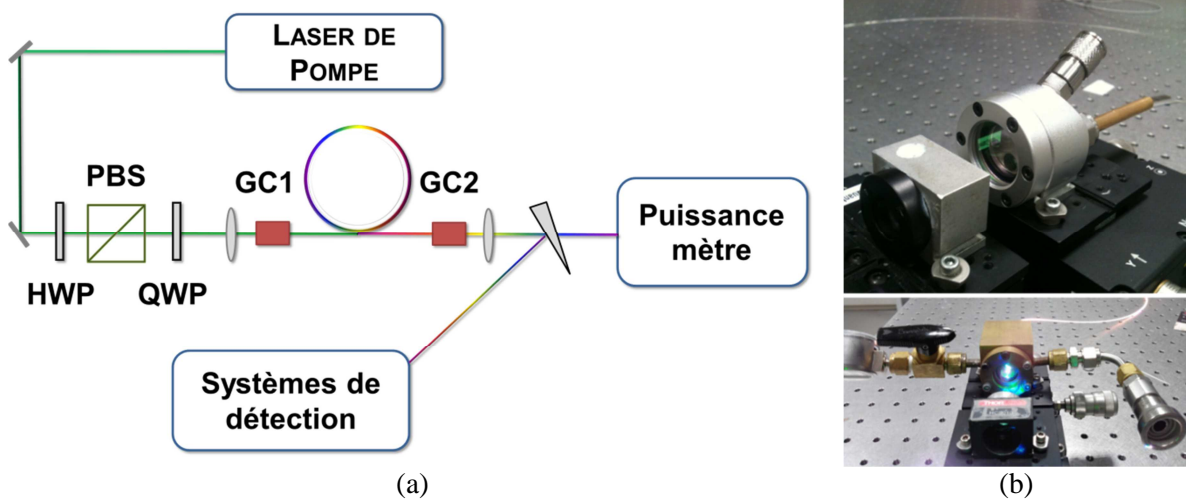 LASER DE
POMPE
PBS
GC1
GC2
HWP
QWP
Puissance
mètre
Systèmes de
détection
(a)
(b)